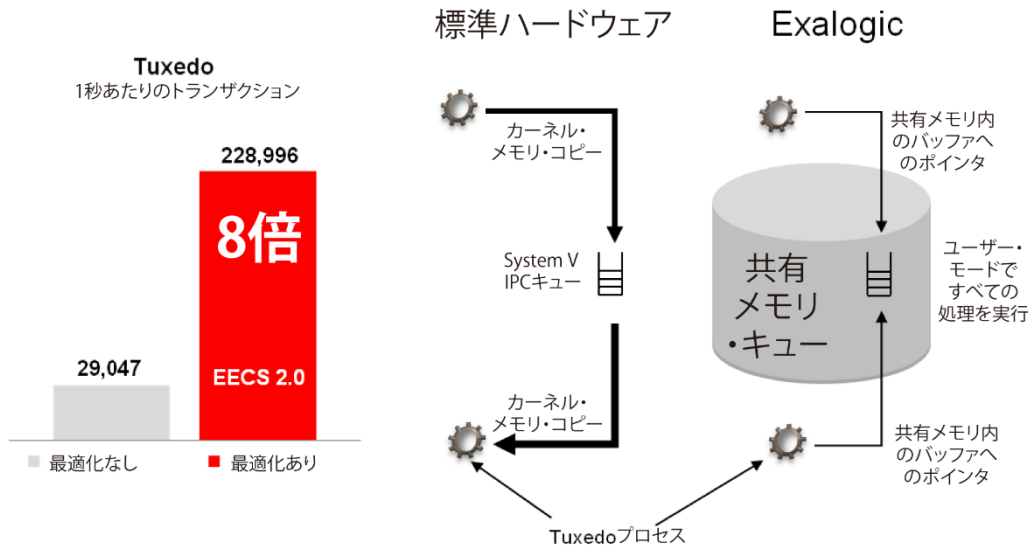 Tuxedo
1秒あたりのトランザクション
228,996
8倍
29,047
EECS 2.0
最適化なし
最適化あり
標準ハードウェア
カーネル・
メモリ・コピー
System V
IPCキュー
カーネル・
メモリ・コピー
Exalogic
共有メモリ内
のバッファへ
のポインタ
共有
メモリ
・キュー
ユーザー・
モードで
すべての
処理を実行
共有メモリ内
のバッファへ
のポインタ
Tuxedoプロセス